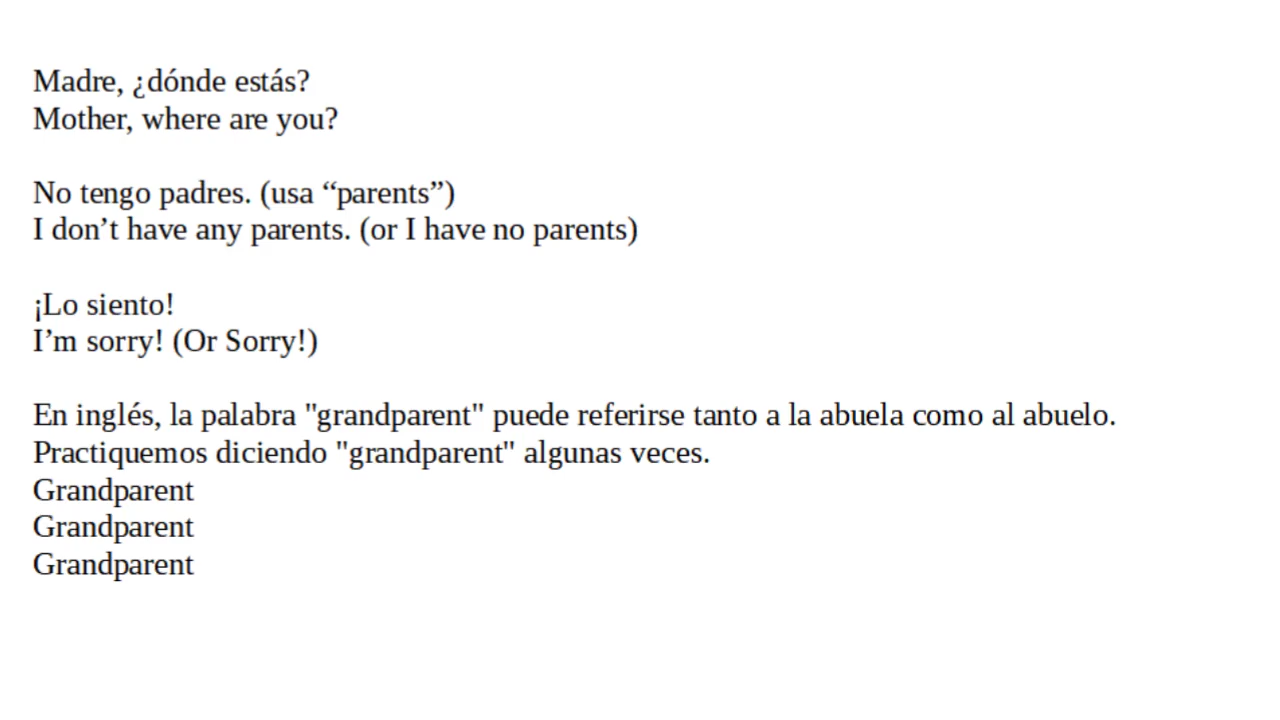 Madre, ¿dónde estás?
Mother, where are you?
No tengo padres. (usa “parents”)
I don’t have any parents. (or I have no parents)
¡Lo siento!
I’m sorry! (Or Sorry!)
En inglés, la palabra "grandparent" puede referirse tanto a la abuela como al abuelo.
Practiquemos diciendo "grandparent" algunas veces.
Grandparent
Grandparent
Grandparent